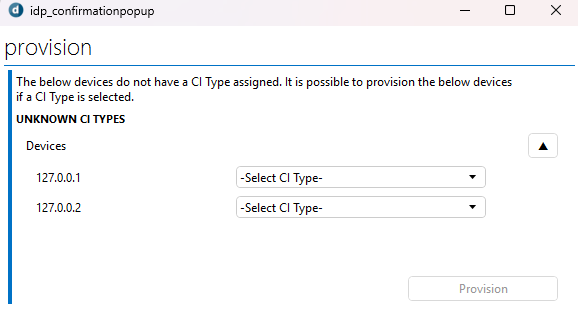 idp_confirmationpopup
provision
The below devices do not have a CI Type assigned. It is possible to provision the below devices
if a CI Type is selected.
UNKNOWN CI TYPES
Devices
127.0.0.1 -Select CI Type-
127.0.0.2 -Select CI Type-
Provision